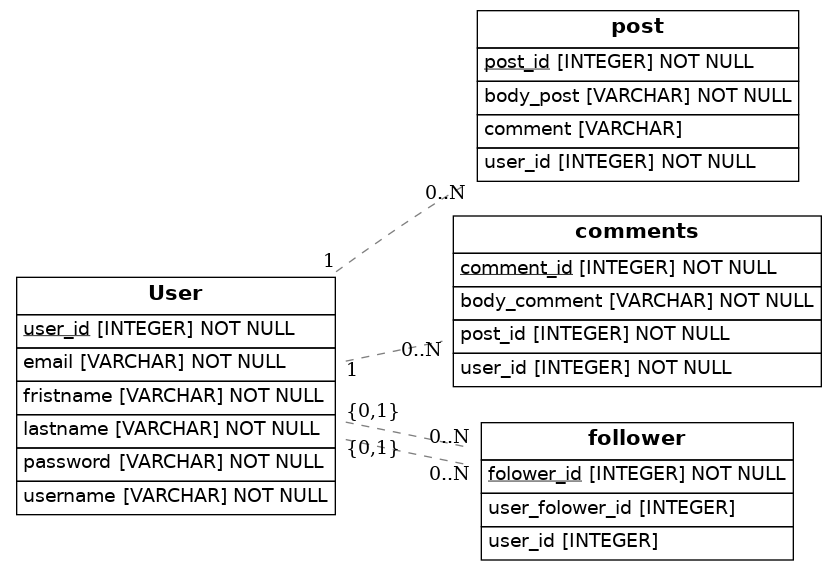 post
post_id [INTEGER] NOT NULL
body_post [VARCHAR] NOT NULL
comment [VARCHAR]
user_id [INTEGER] NOT NULL
0..N
1
comments
comment_id [INTEGER] NOT NULL
body_comment [VARCHAR] NOT NULL
post_id [INTEGER] NOT NULL
user_id [INTEGER] NOT NULL
0..N
1
User
user_id [INTEGER] NOT NULL
email [VARCHAR] NOT NULL
fristname [VARCHAR] NOT NULL
lastname [VARCHAR] NOT NULL
password [VARCHAR] NOT NULL
username [VARCHAR] NOT NULL
{0,1}
0..N
{0,1}
0..N
follower
folower_id [INTEGER] NOT NULL
user_folower_id [INTEGER]
user_id [INTEGER]